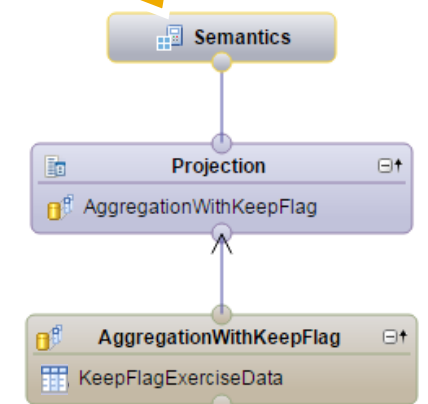 Semantics
Projection
AggregationWithKeepFlag
AggregationWithKeepFlag
KeepFlagExerciseData